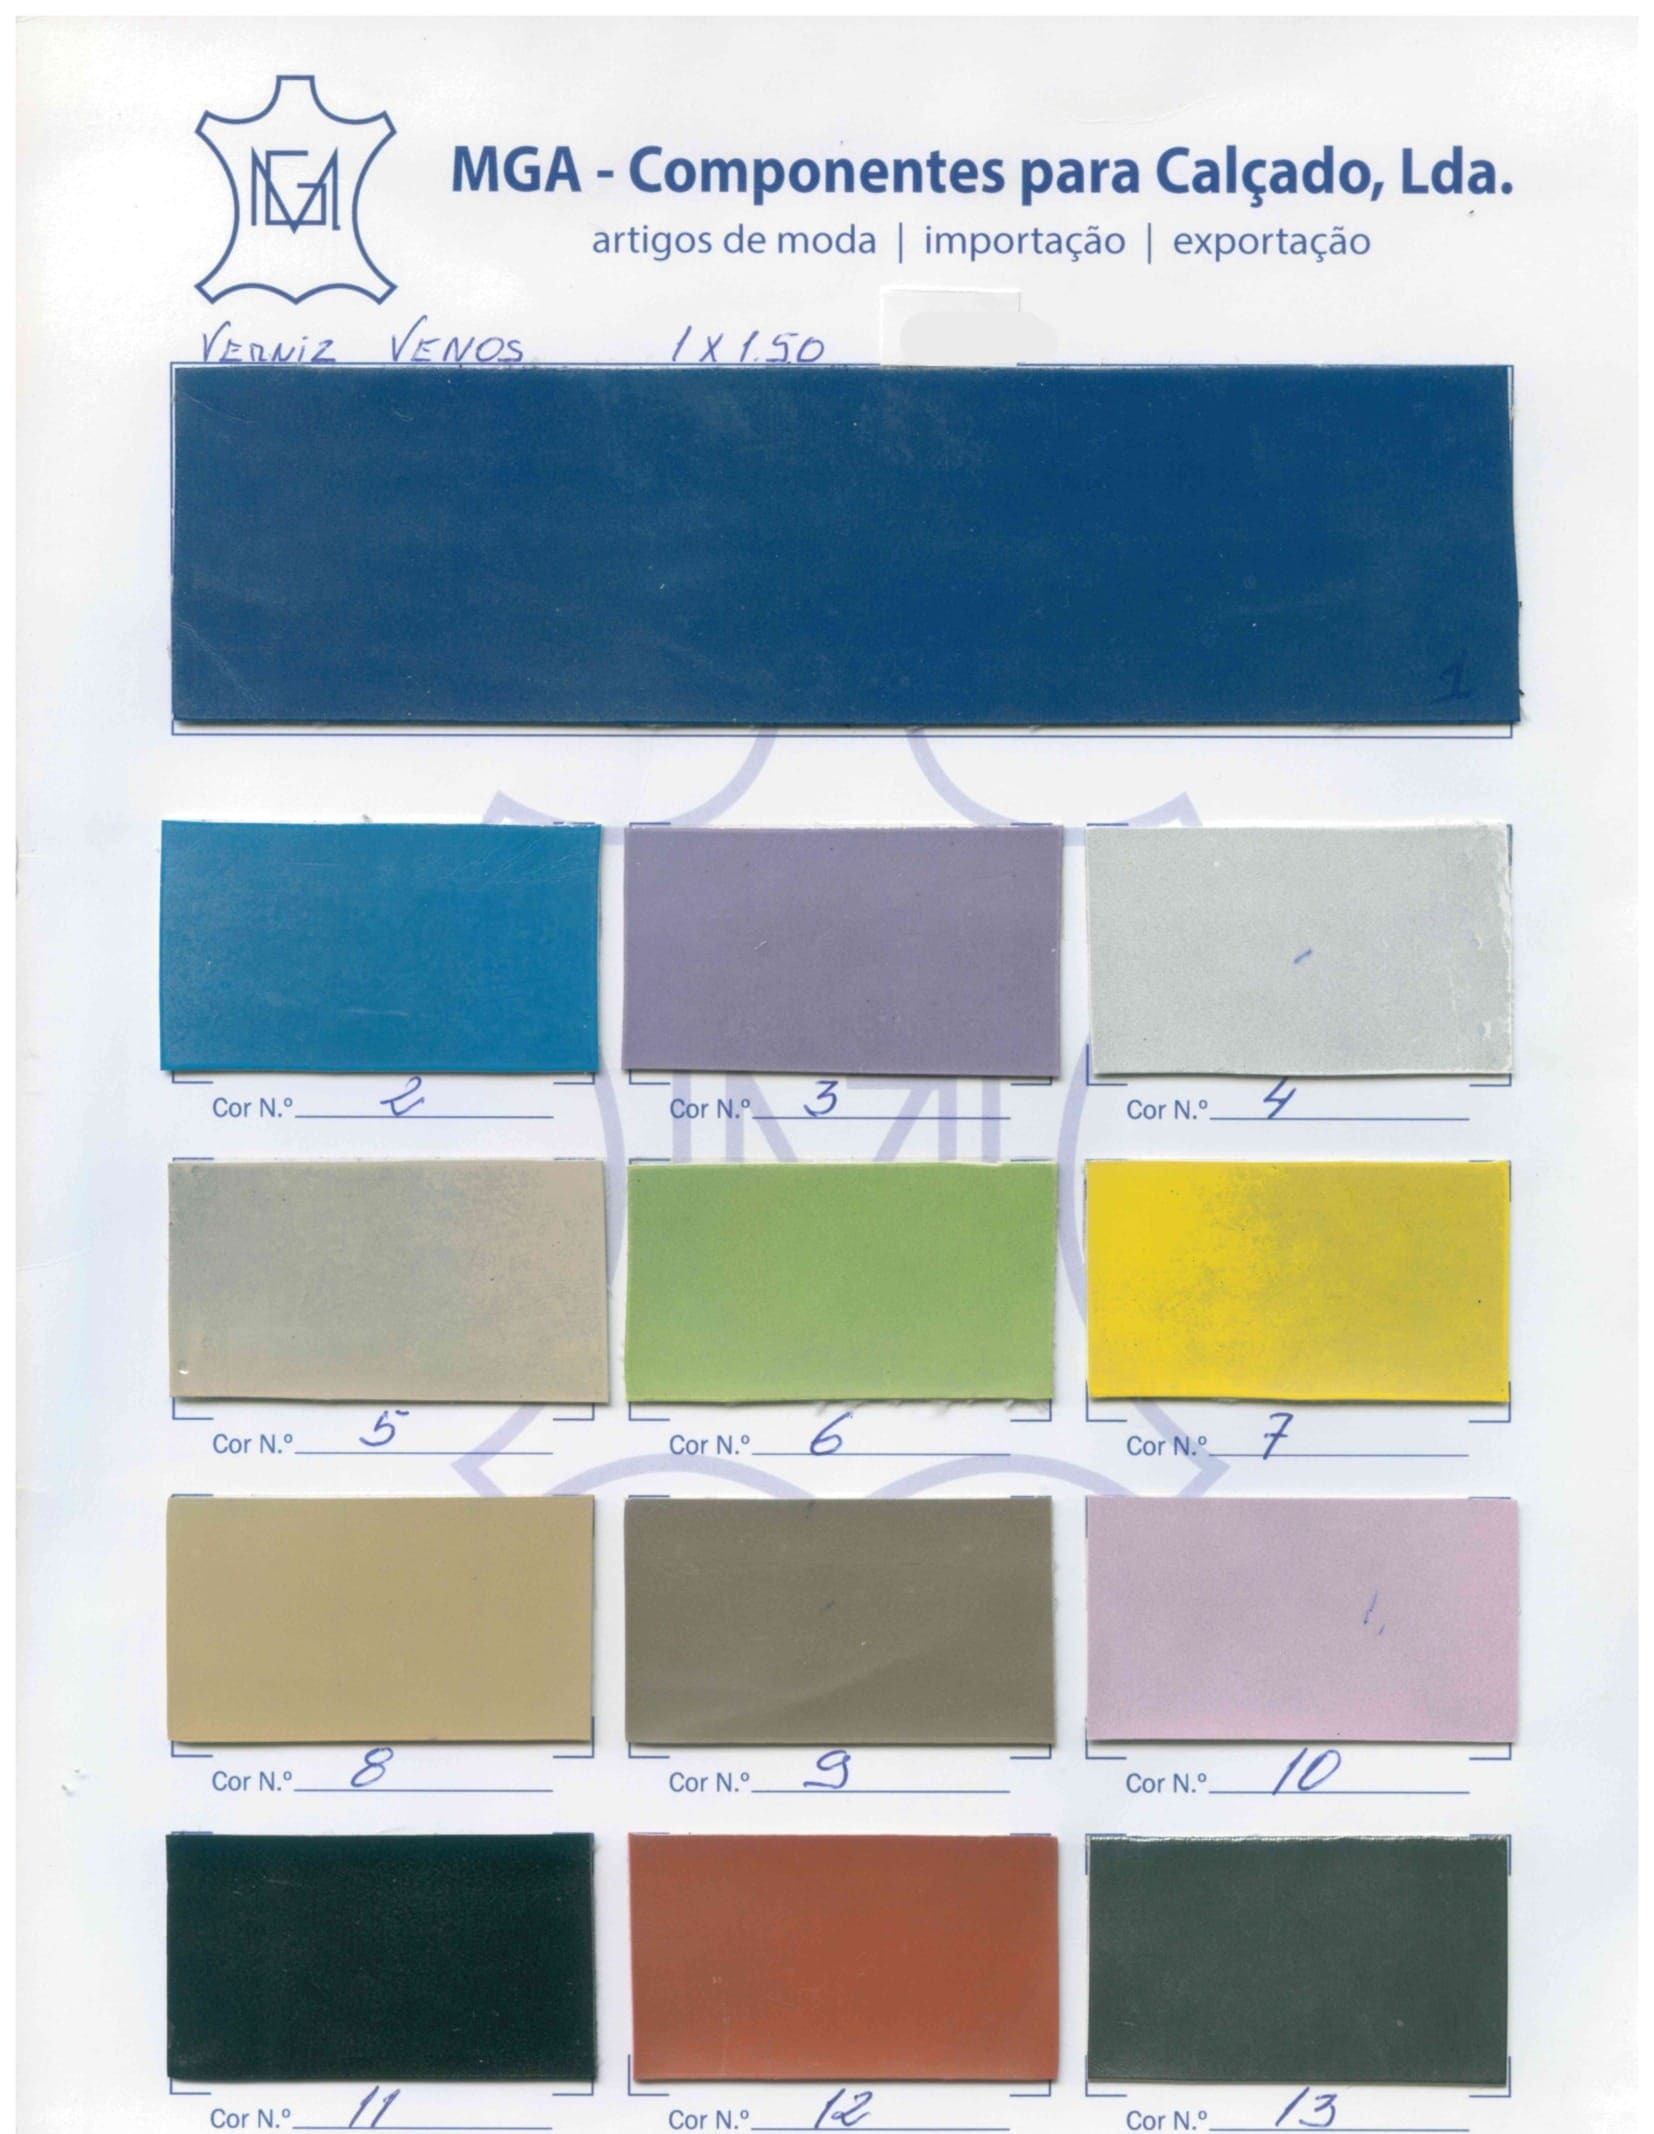 MGA - Componentes para Calçado, Lda.
artigos de moda | importação | exportação
VERNIZ VENOS 1 X 1.50
1
Cor N.º 2 Cor N.º 3 Cor N.º 4
Cor N.º 5 Cor N.º 6 Cor N.º 7
Cor N.º 8 Cor N.º 9 Cor N.º 10
Cor N.º 11 Cor N.º 12 Cor N.º 13